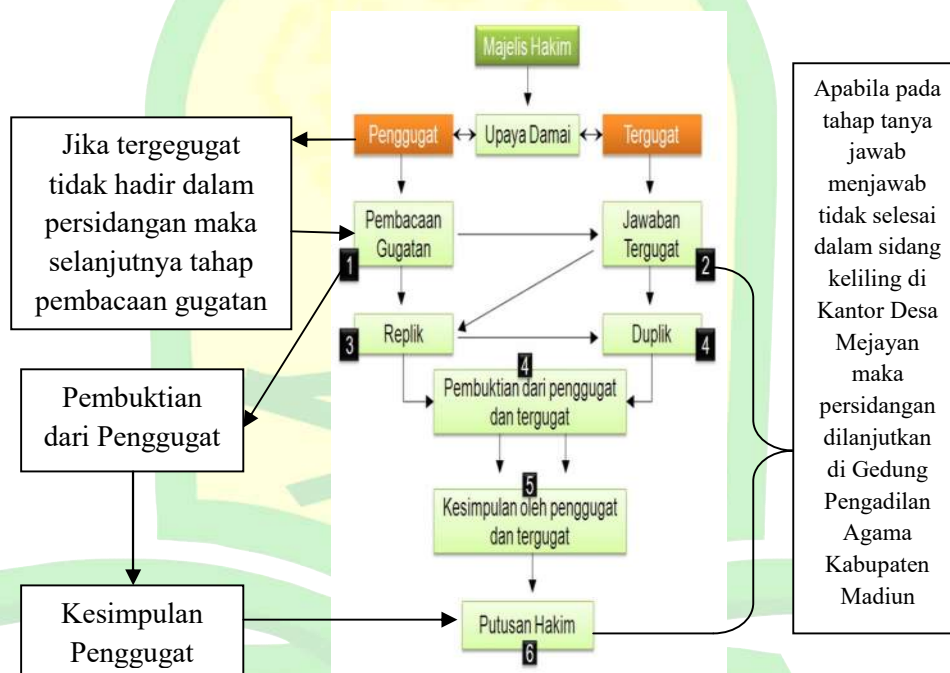 Majelis Hakim
Penggugat
Upaya Damai
Tergugat
Jika tergegugat
tidak hadir dalam
persidangan maka
selanjutnya tahap
pembacaan gugatan
Pembacaan
Gugatan
1
Jawaban
Tergugat
2
Replik
3
Duplik
4
4
Pembuktian dari penggugat
dan tergugat
Pembuktian
dari Penggugat
5
Kesimpulan oleh penggugat
dan tergugat
Kesimpulan
Penggugat
Putusan Hakim
6
Apabila pada
tahap tanya
jawab
menjawab
tidak selesai
dalam sidang
keliling di
Kantor Desa
Mejayan
maka
persidangan
dilanjutkan
di Gedung
Pengadilan
Agama
Kabupaten
Madiun